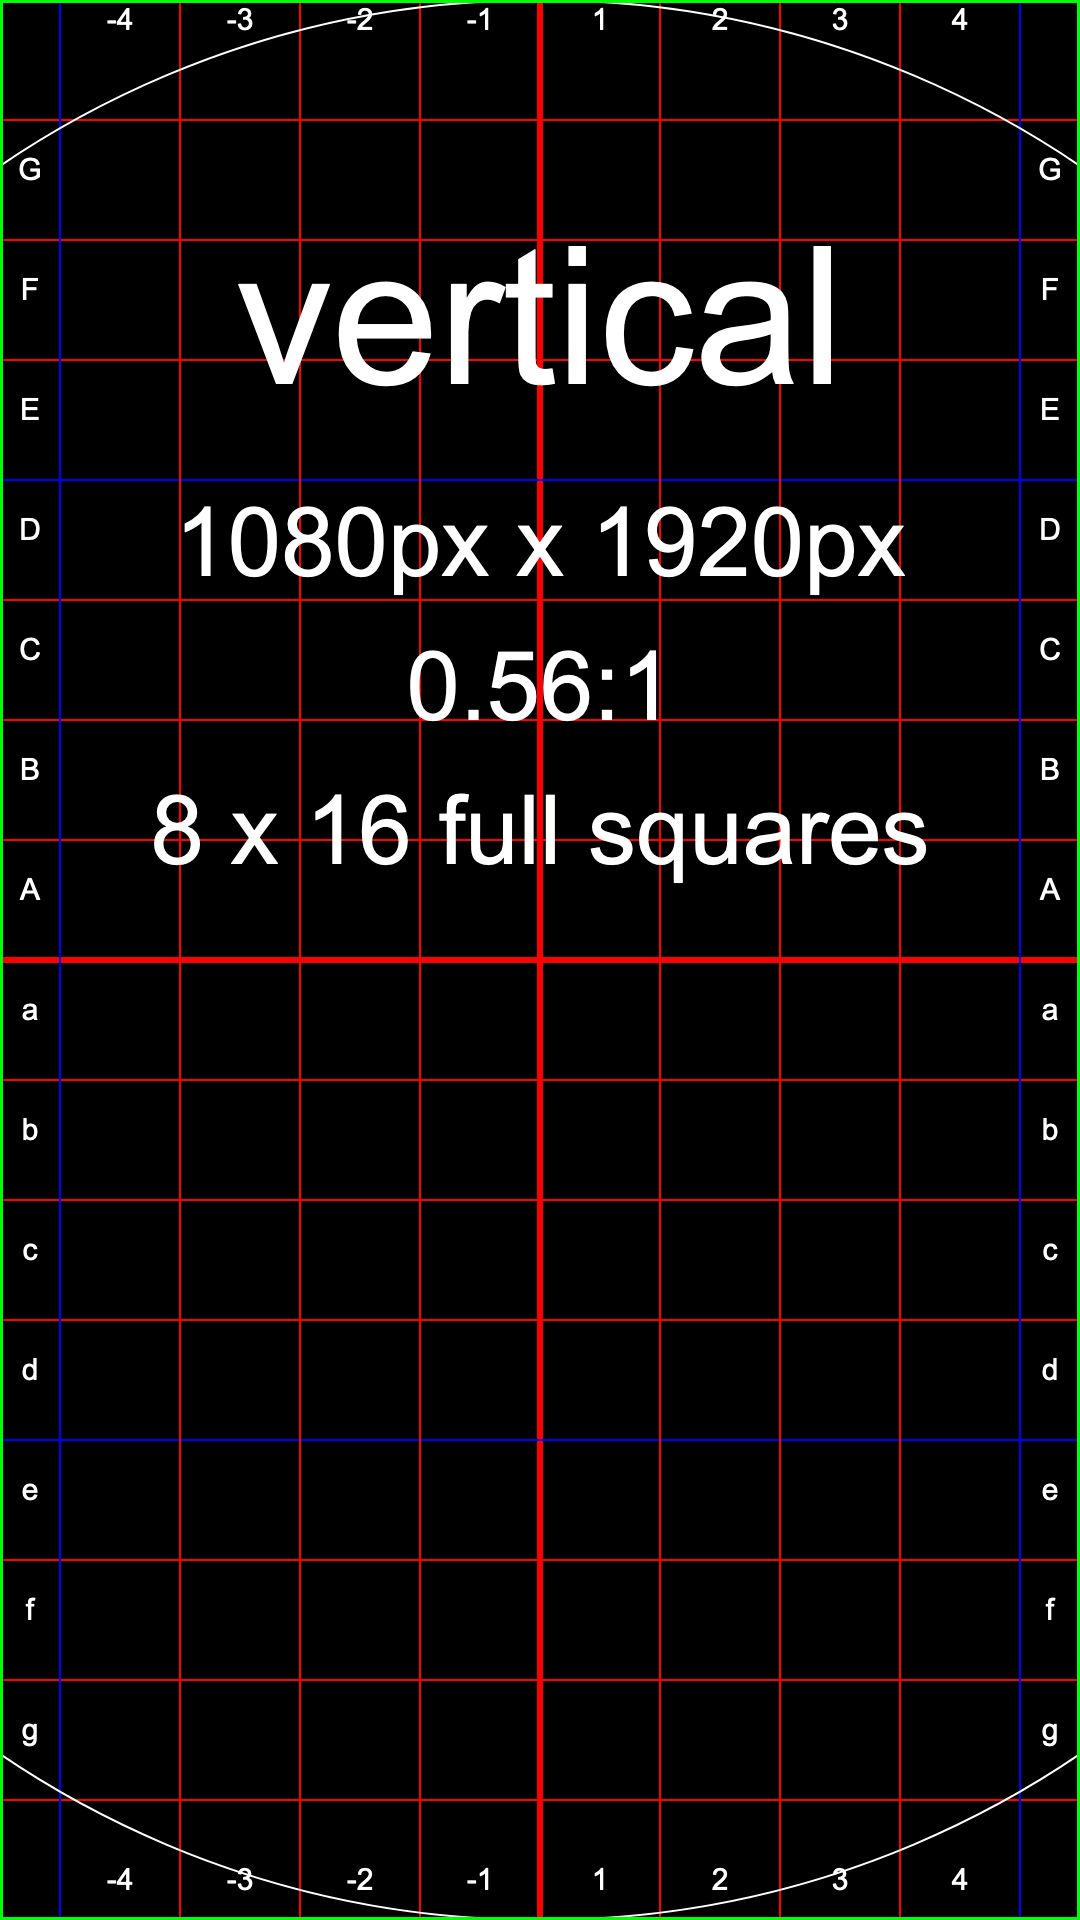 -4 -3 -2 -1 1 2 3 4
G G
vertical
F F
E E
1080px x 1920px
D D
0.56:1
C C
B B
8 x 16 full squares
A A
a a
b b
c c
d d
e e
f f
g g
-4 -3 -2 -1 1 2 3 4